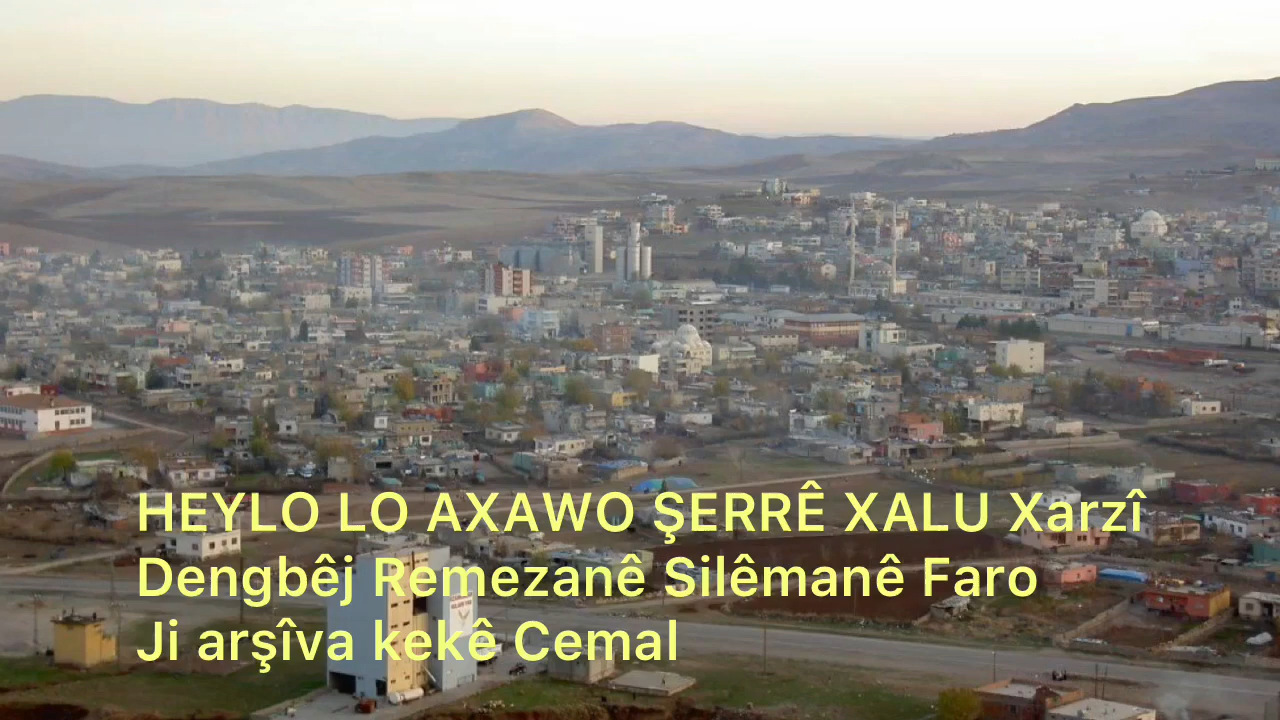 HEYLO LO AXAWO ŞERRÊ XALU Xarzî
Dengbêj Remezanê Silêmanê Faro
Ji arşîva kekê Cemal